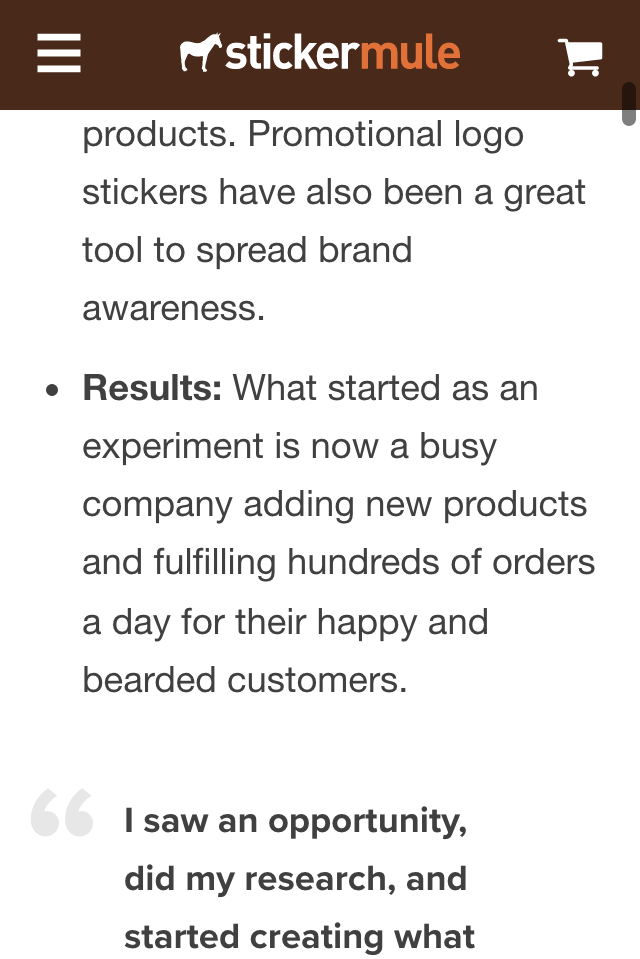 stickermule
products. Promotional logo
stickers have also been a great
tool to spread brand
awareness.
• Results: What started as an
experiment is now a busy
company adding new products
and fulfilling hundreds of orders
a day for their happy and
bearded customers.
“ I saw an opportunity,
did my research, and
started creating what